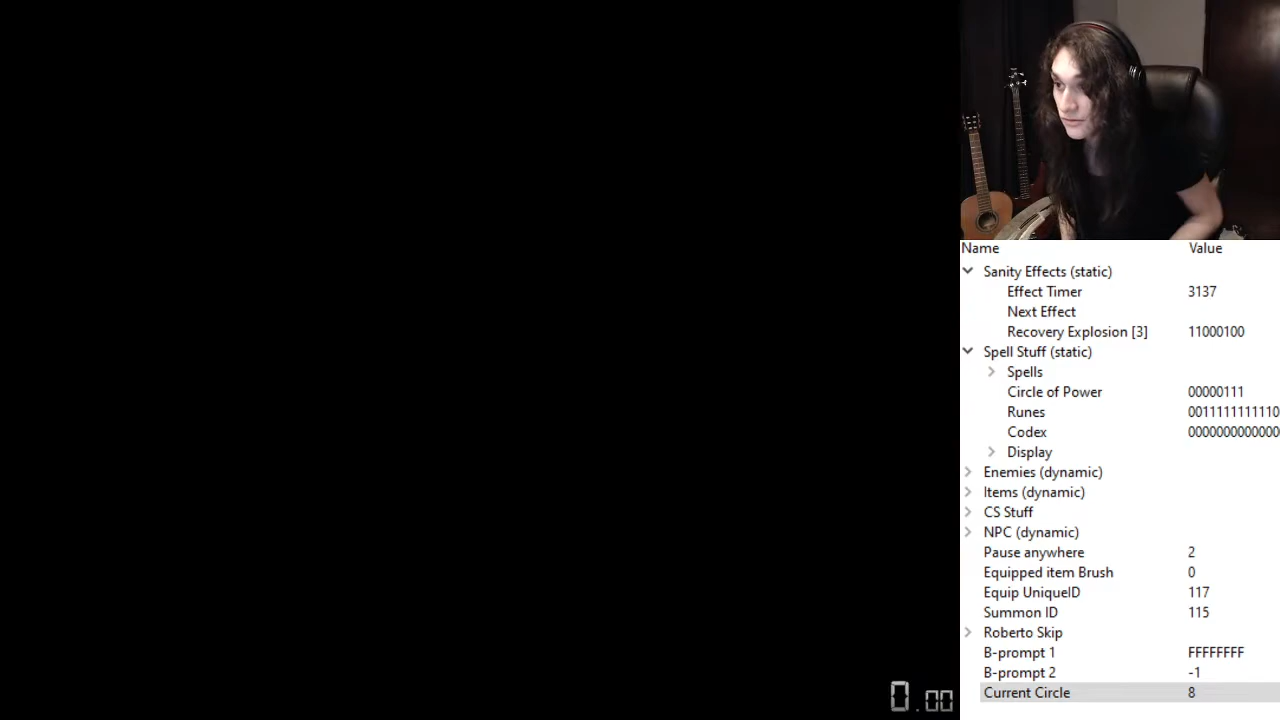 Name Value
Sanity Effects (static)
Effect Timer 3137
Next Effect
Recovery Explosion [3] 11000100
Spell Stuff (static)
Spells
Circle of Power 00000111
Runes 0011111111110
Codex 0000000000000
Display
Enemies (dynamic)
Items (dynamic)
CS Stuff
NPC (dynamic)
Pause anywhere 2
Equipped item Brush 0
Equip UniqueID 117
Summon ID 115
Roberto Skip
B-prompt 1 FFFFFFFF
B-prompt 2 -1
Current Circle 8
0.00